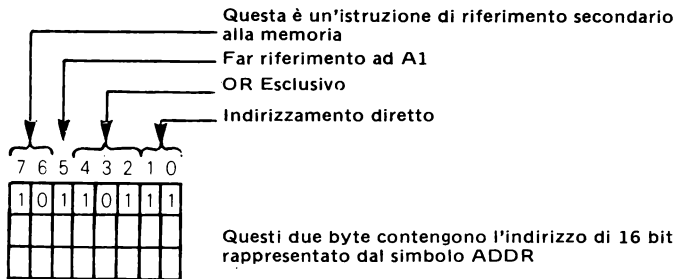 Questa è un'istruzione di riferimento secondario
alla memoria
Far riferimento ad A1
OR Esclusivo
Indirizzamento diretto
7 6 5 4 3 2 1 0
1 0 1 1 0 1 1 1
Questi due byte contengono l'indirizzo di 16 bit
rappresentato dal simbolo ADDR